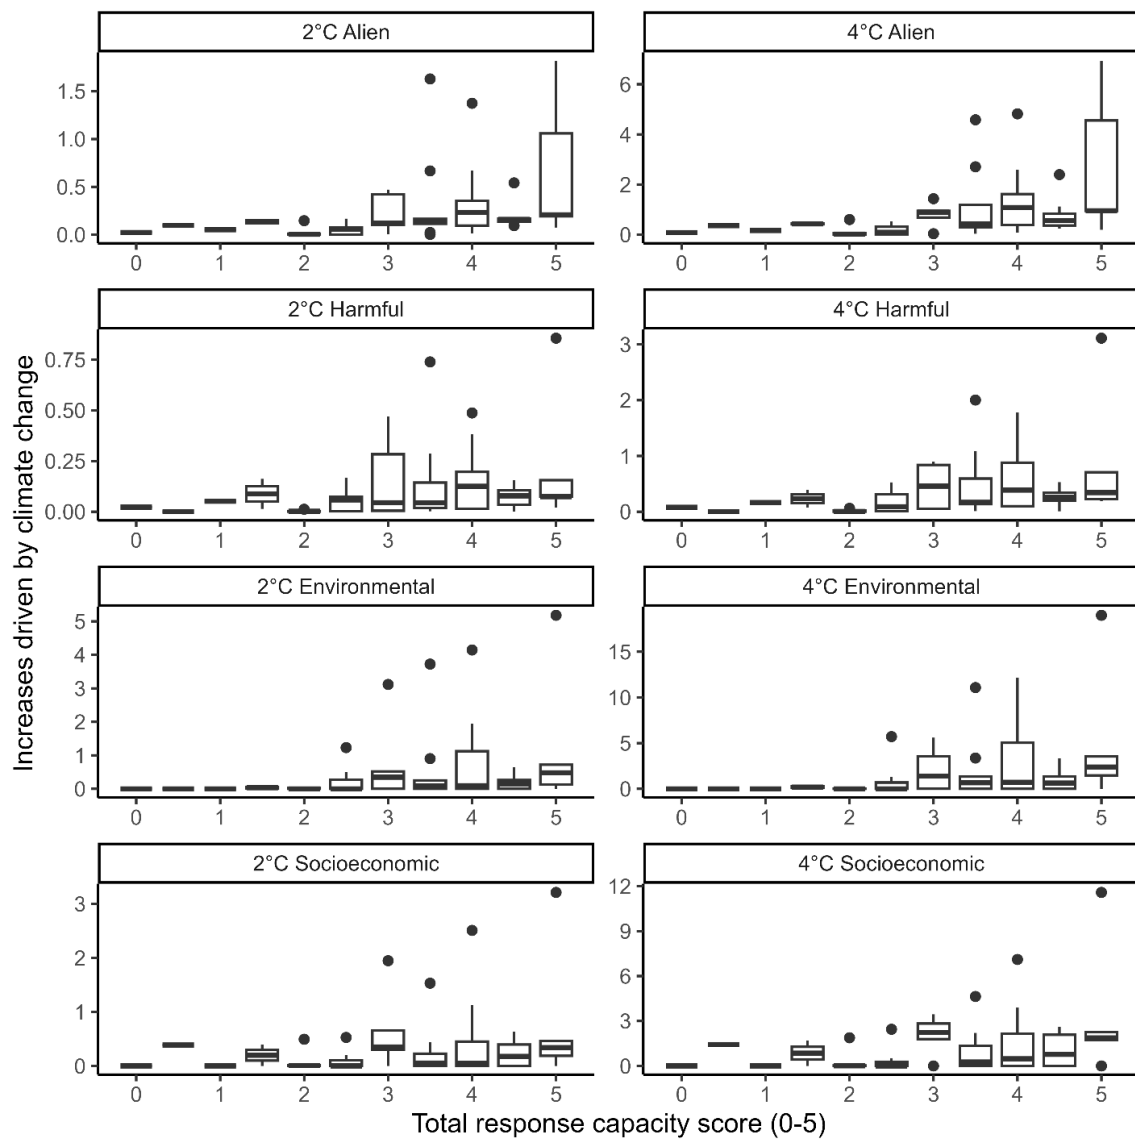 2°C Alien
4°C Alien
1.5
1.0
0.5
0.0
6
4
2
0
0 1 2 3 4 5
0 1 2 3 4 5
2°C Harmful
4°C Harmful
0.75
0.50
0.25
0.00
3
2
1
0
0 1 2 3 4 5
0 1 2 3 4 5
Increases driven by climate change
2°C Environmental
4°C Environmental
5
4
3
2
1
0
15
10
5
0
0 1 2 3 4 5
0 1 2 3 4 5
2°C Socioeconomic
4°C Socioeconomic
3
2
1
0
12
9
6
3
0
0 1 2 3 4 5
0 1 2 3 4 5
Total response capacity score (0-5)